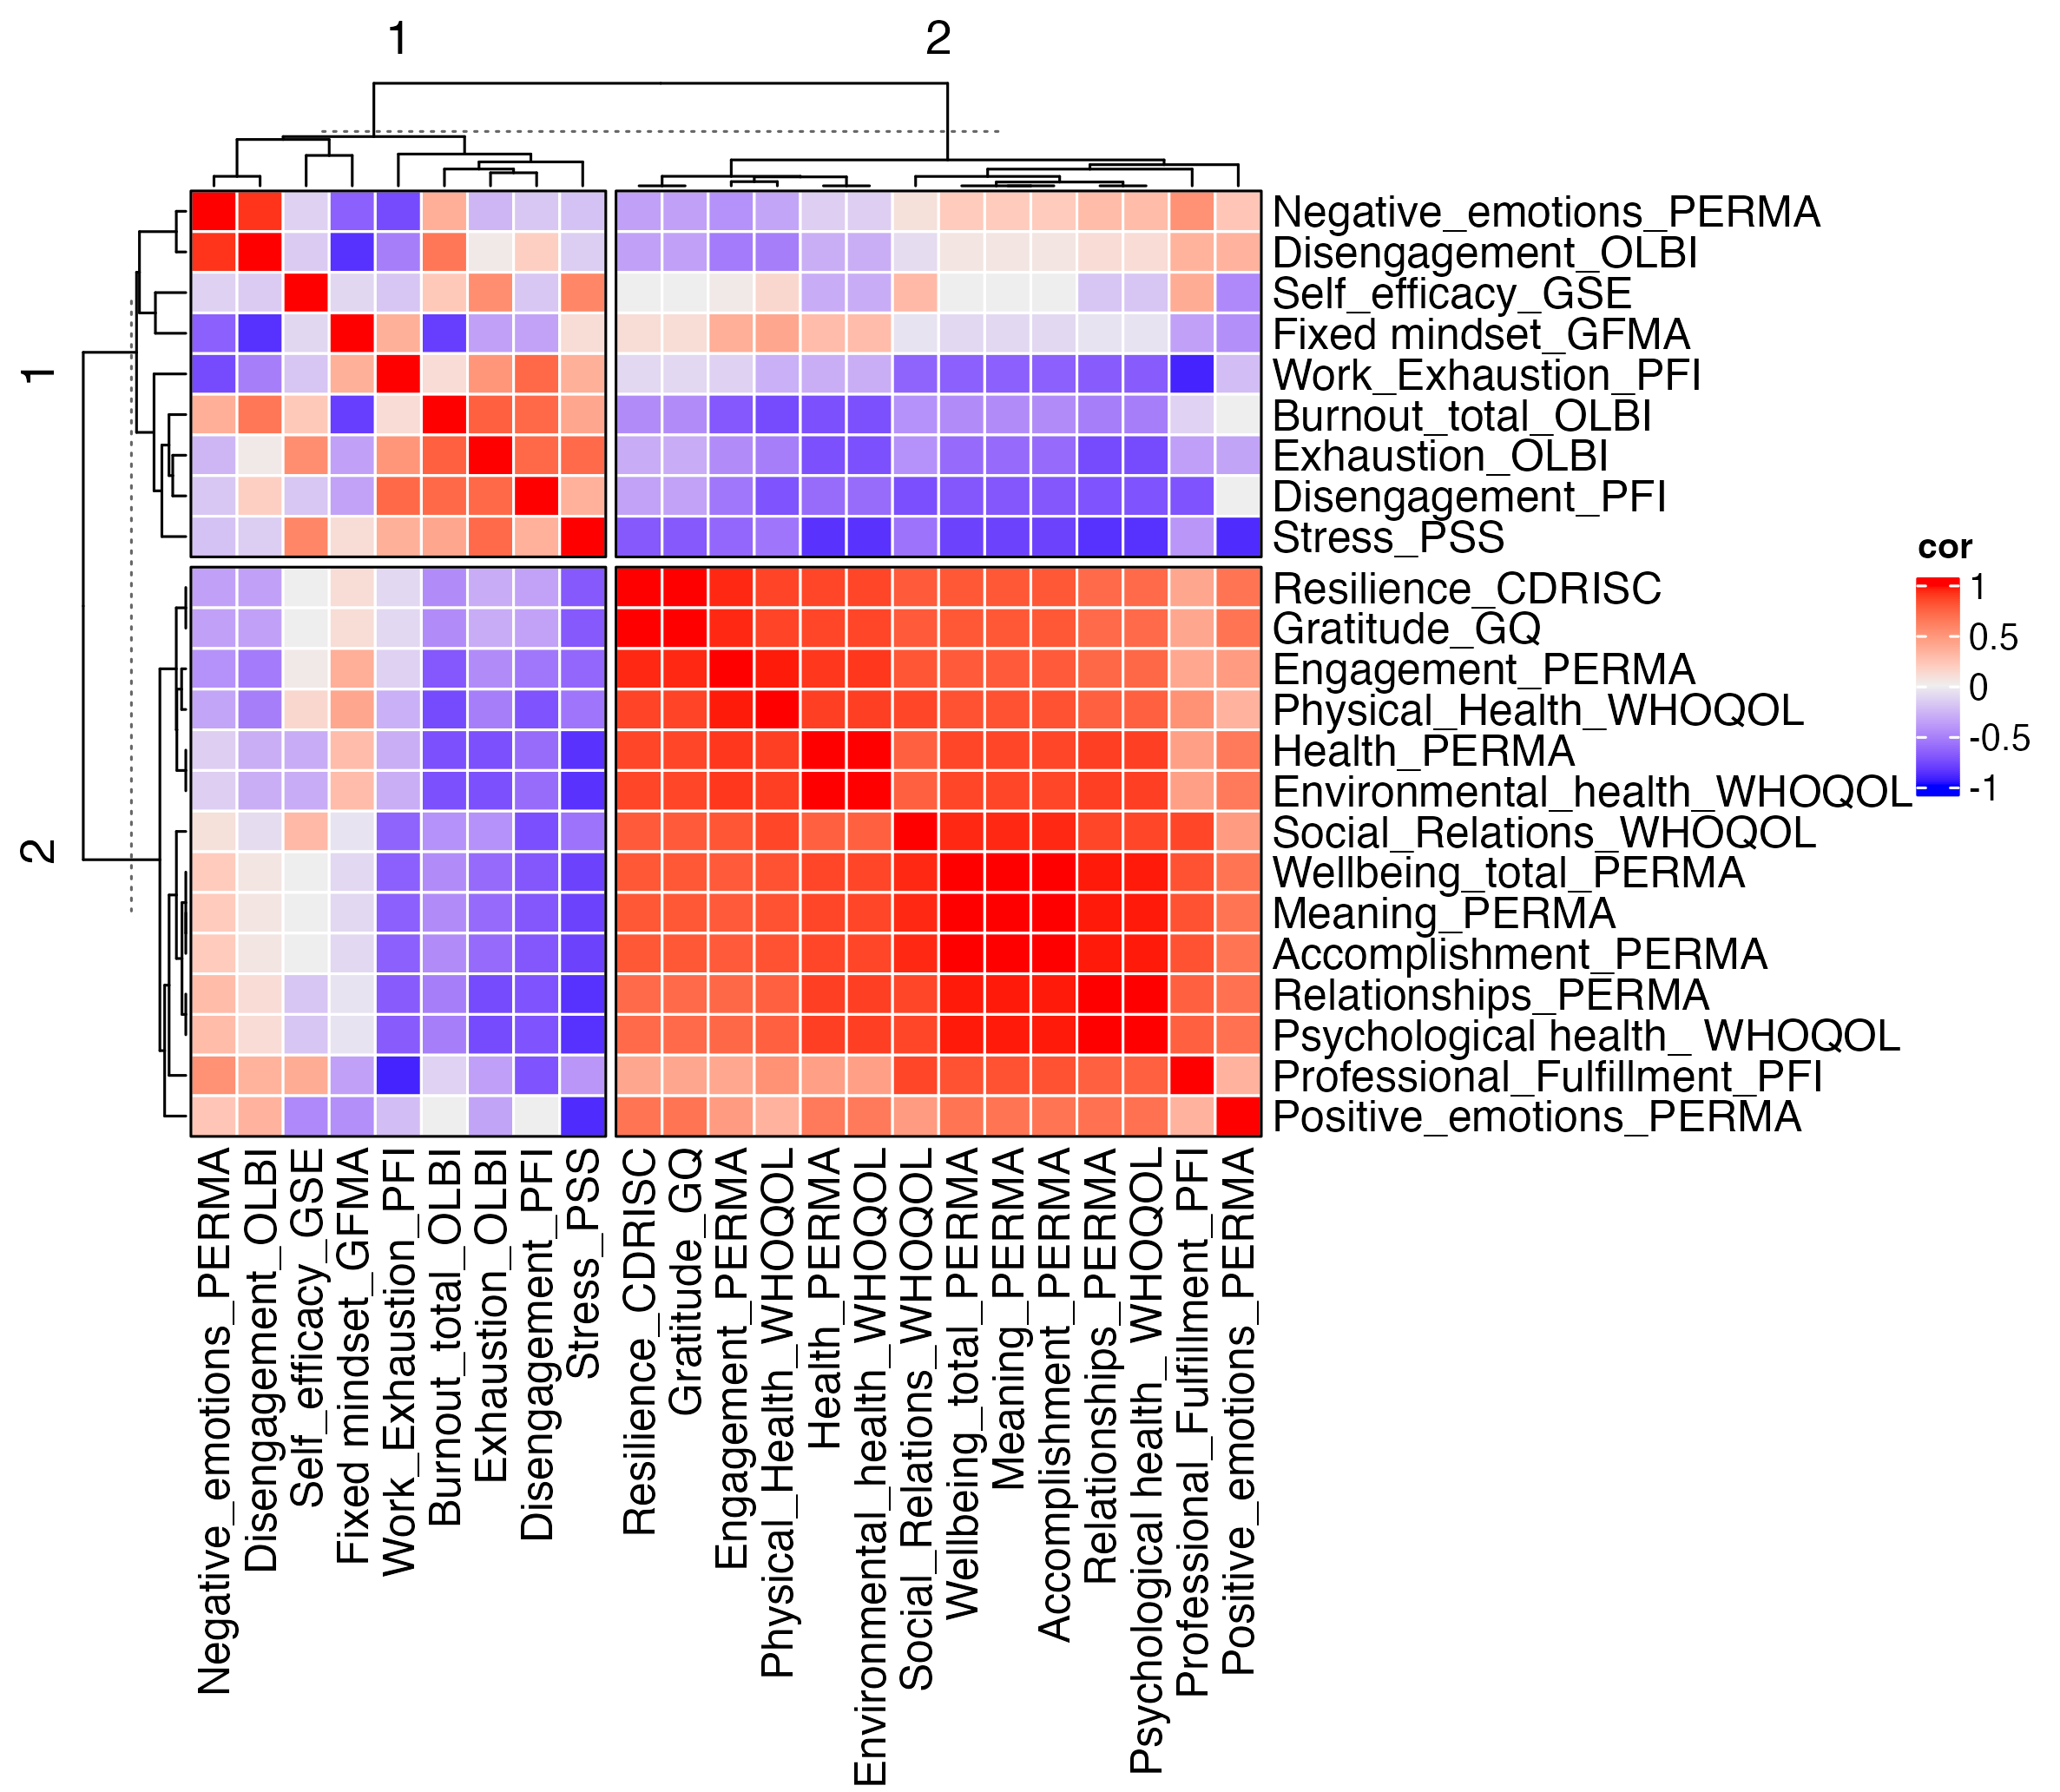 1
2
1
2
Negative_emotions_PERMA
Disengagement_OLBI
Self_efficacy_GSE
Fixed mindset_GFMA
Work_Exhaustion_PFI
Burnout_total_OLBI
Exhaustion_OLBI
Disengagement_PFI
Stress_PSS
Resilience_CDRISC
Gratitude_GQ
Engagement_PERMA
Physical_Health_WHOQOL
Health_PERMA
Environmental_health_WHOQOL
Social_Relations_WHOQOL
Wellbeing_total_PERMA
Meaning_PERMA
Accomplishment_PERMA
Relationships_PERMA
Psychological health_ WHOQOL
Professional_Fulfillment_PFI
Positive_emotions_PERMA
cor
1
0.5
0
-0.5
-1
Negative_emotions_PERMA
Disengagement_OLBI
Self_efficacy_GSE
Fixed mindset_GFMA
Work_Exhaustion_PFI
Burnout_total_OLBI
Exhaustion_OLBI
Disengagement_PFI
Stress_PSS
Resilience_CDRISC
Gratitude_GQ
Engagement_PERMA
Physical_Health_WHOQOL
Health_PERMA
Environmental_health_WHOQOL
Social_Relations_WHOQOL
Wellbeing_total_PERMA
Meaning_PERMA
Accomplishment_PERMA
Relationships_PERMA
Psychological health_ WHOQOL
Professional_Fulfillment_PFI
Positive_emotions_PERMA